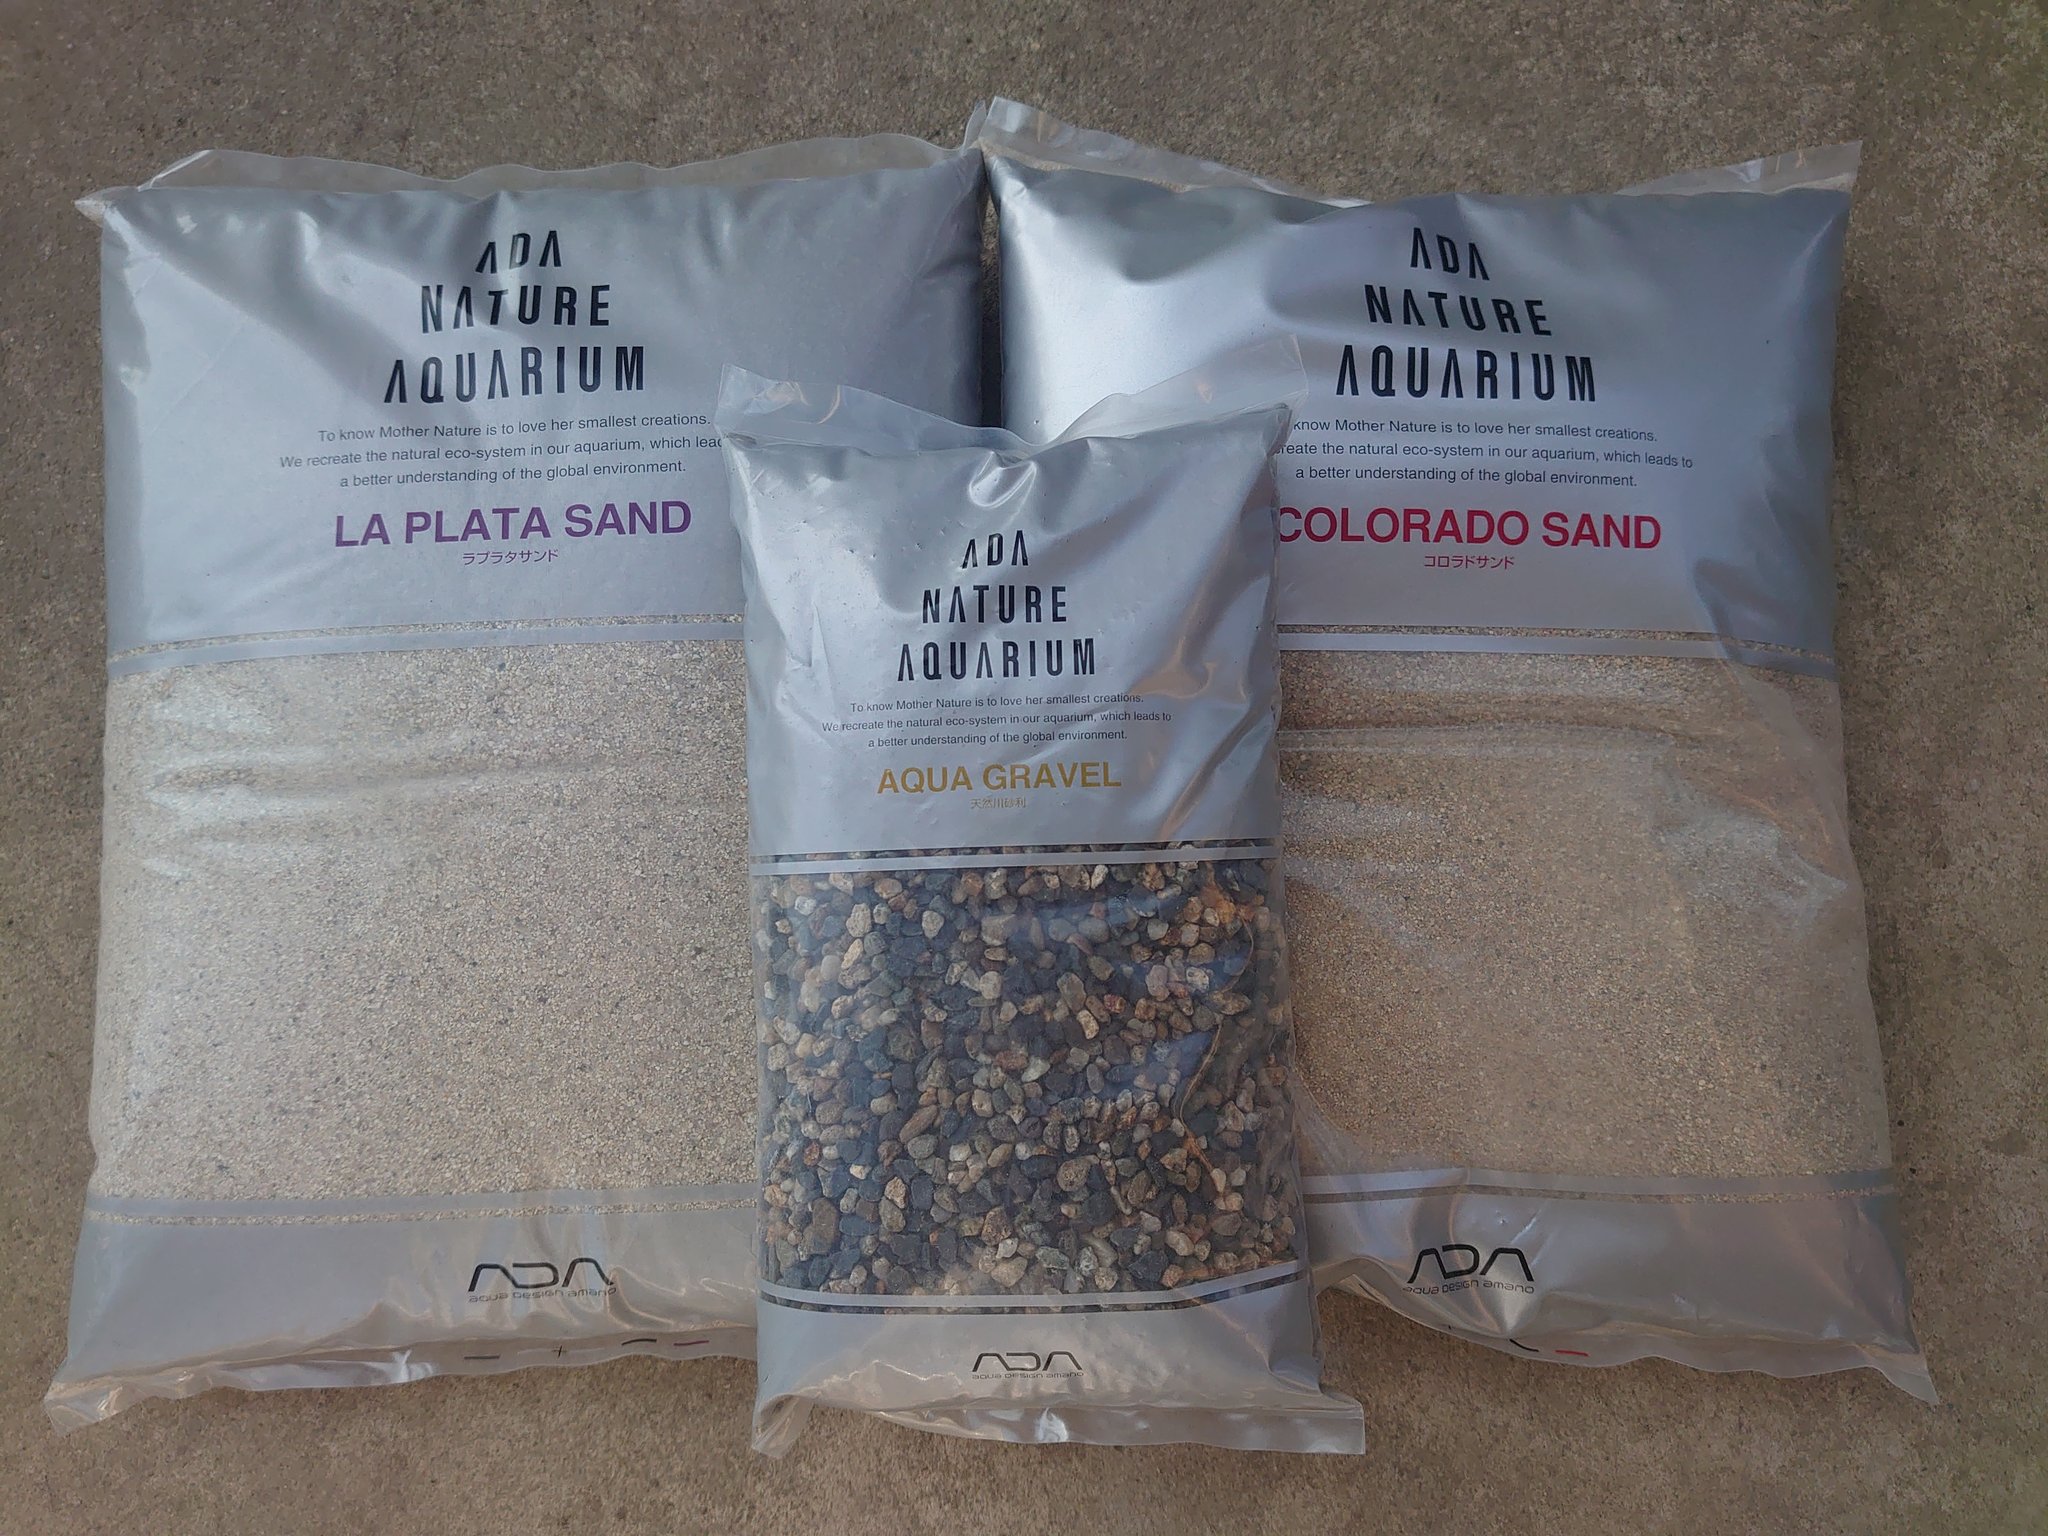 ADA
NATURE
AQUARIUM
To know Mother Nature is to love her smallest creations.
We recreate the natural eco-system in our aquarium, which lead
a better understanding of the global environment.
LA PLATA SAND
ラプラタサンド
ADA
aqua design amano
ADA
NATURE
AQUARIUM
To know Mother Nature is to love her smallest creations.
We recreate the natural eco-system in our aquarium, which leads to
a better understanding of the global environment.
AQUA GRAVEL
天然川砂利
ADA
aqua design amano
ADA
NATURE
AQUARIUM
know Mother Nature is to love her smallest creations.
reate the natural eco-system in our aquarium, which leads to
a better understanding of the global environment.
COLORADO SAND
コロラドサンド
ADA
aqua design amano